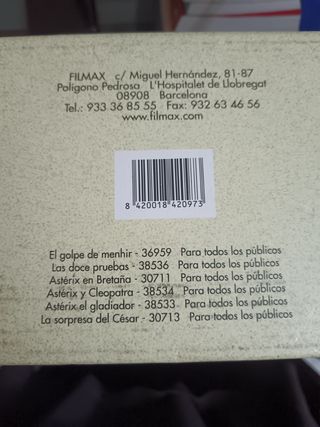 FILMAX c/ Miguel Hernández, 81-87
Poligono Pedrosa L'Hospitalet de Llobregat
08908 Barcelona
Tel.: 933 36 85 55 Fax: 932 63 46 56
www.filmax.com
8 420018 420973
El golpe de menhir - 36959 Para todos los públicos
Las doce pruebas - 38536 Para todos los públicos
Astérix en Bretaña - 30711 Para todos los públicos
Astérix y Cleopatra - 38534 Para todos los públicos
Astérix el gladiador - 38533 Para todos los públicos
La sorpresa del César - 30713 Para todos los públicos